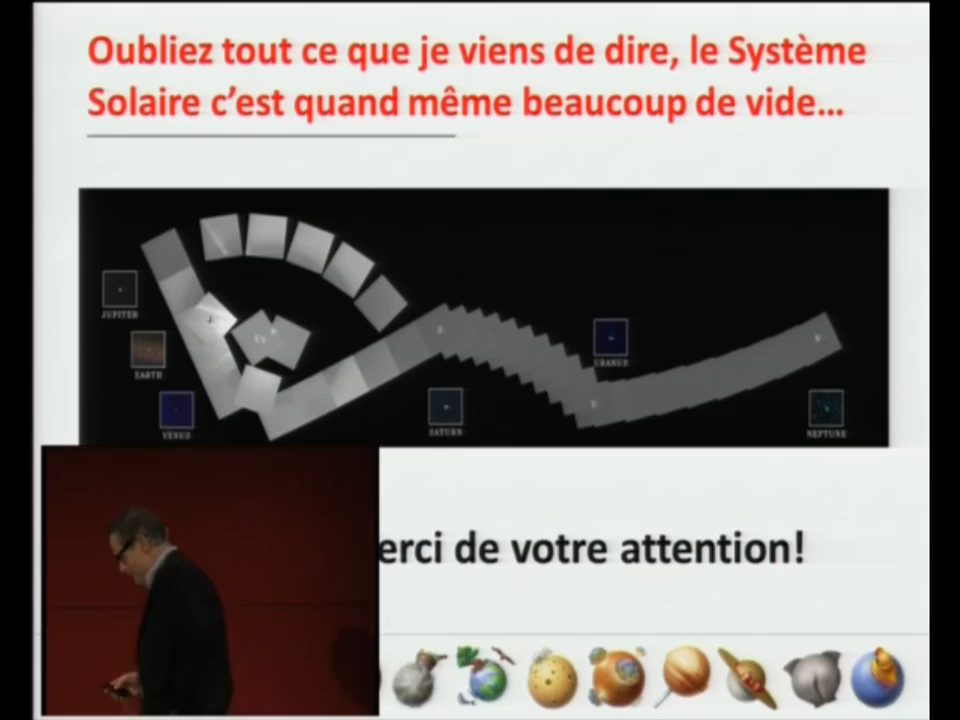 Oubliez tout ce que je viens de dire, le Système
Solaire c'est quand même beaucoup de vide...
JUPITER
EARTH
VENUS
SATURN
URANUS
NEPTUNE
erci de votre attention!